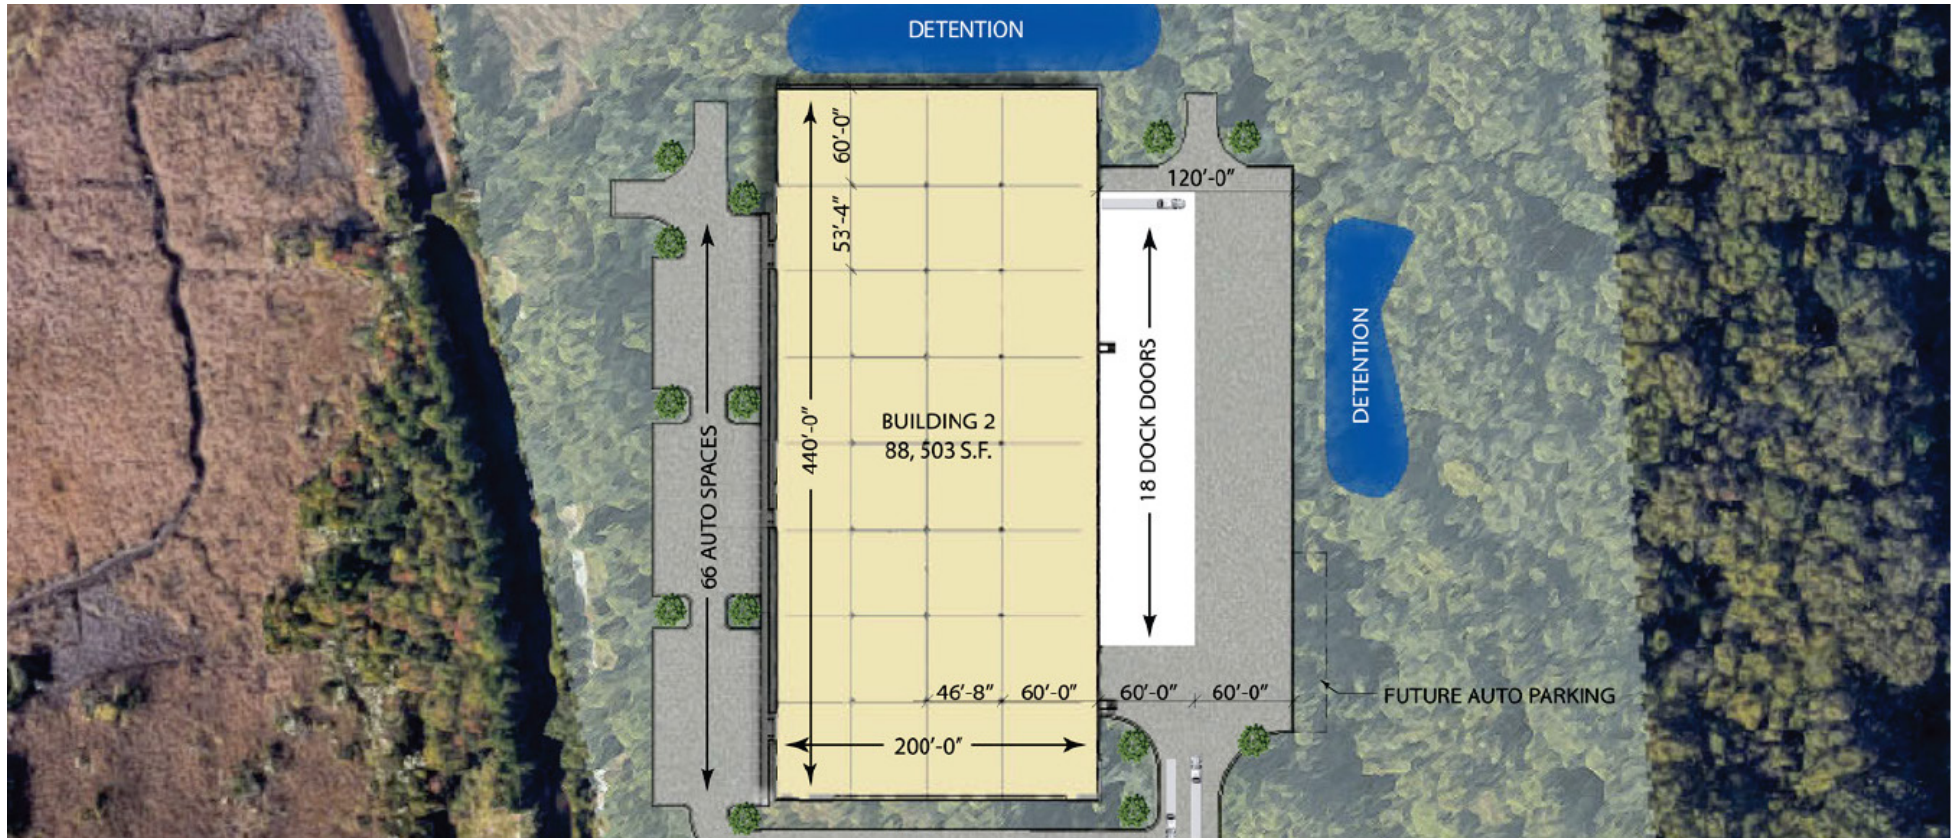 DETENTION
60'-0"
120'-0"
53'-4"
DETENTION
18 DOCK DOORS
BUILDING 2
88, 503 S.F.
440'-0"
66 AUTO SPACES
46'-8"
60'-0"
60'-0"
60'-0"
FUTURE AUTO PARKING
200'-0"